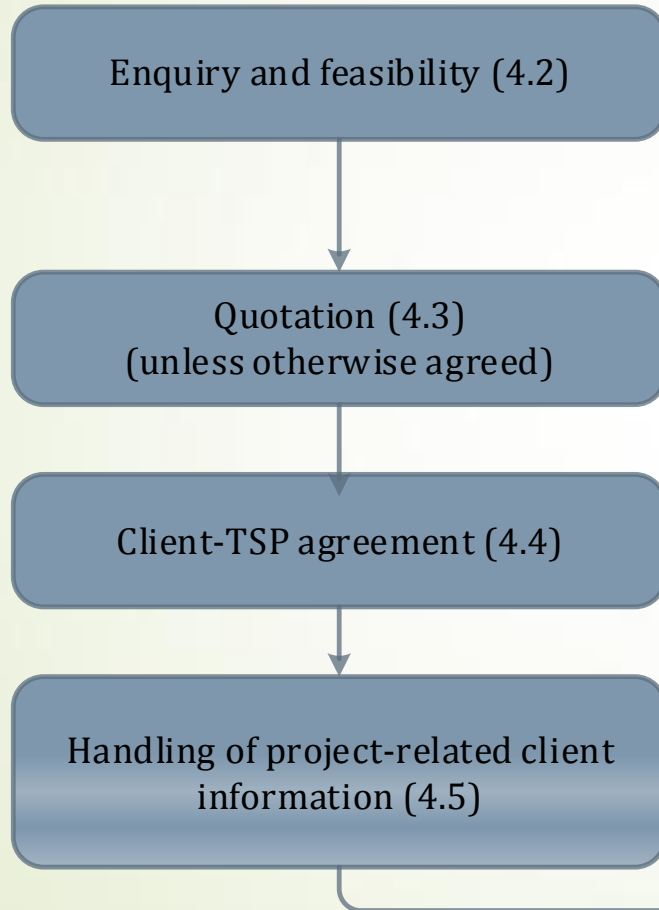 Enquiry and feasibility (4.2)
Quotation (4.3)
(unless otherwise agreed)
Client-TSP agreement (4.4)
Handling of project-related client
information (4.5)